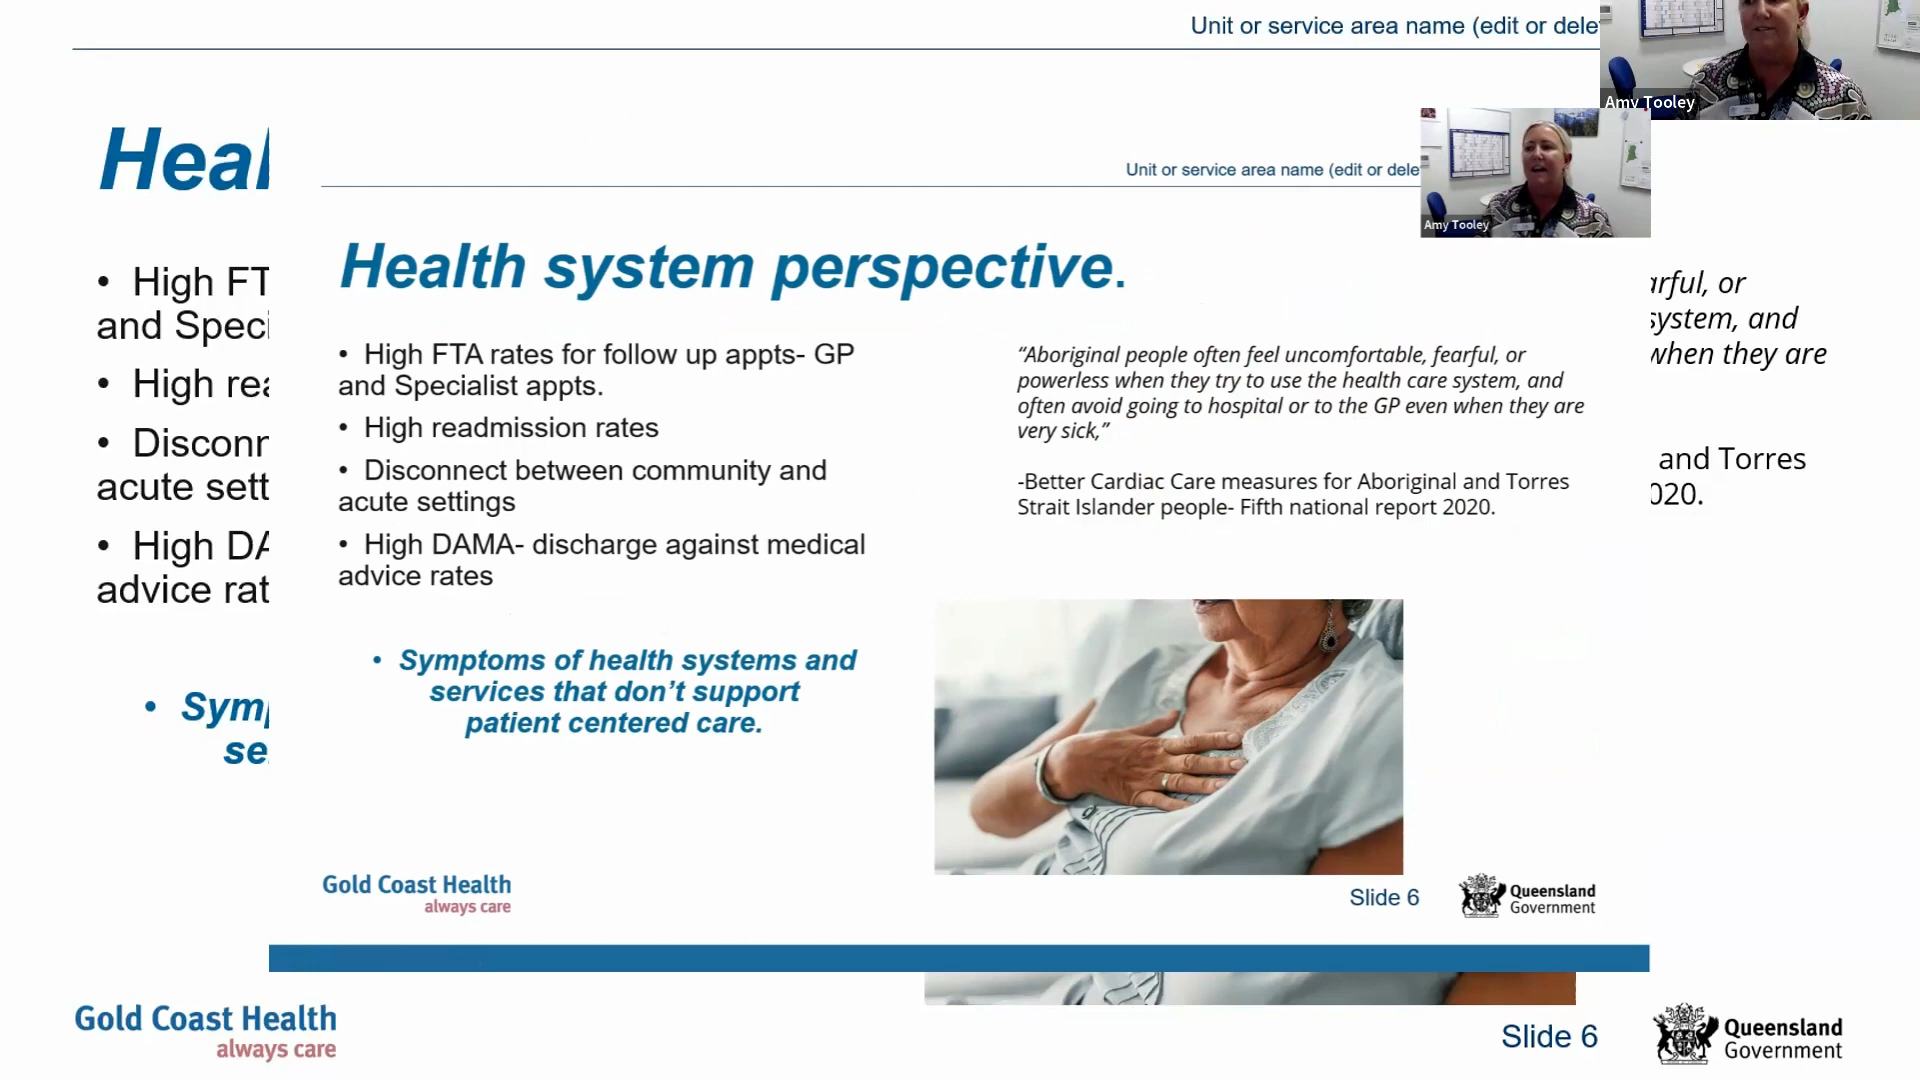 Unit or service area name (edit or dele
Amy Tooley
Heal
• High FT
and Speci
• High rea
• Disconn
acute sett
• High DA
advice rat
• Symp
se
Unit or service area name (edit or dele
Amy Tooley
Health system perspective.
• High FTA rates for follow up appts- GP
and Specialist appts.
• High readmission rates
• Disconnect between community and
acute settings
• High DAMA- discharge against medical
advice rates
• Symptoms of health systems and
services that don’t support
patient centered care.
“Aboriginal people often feel uncomfortable, fearful, or
powerless when they try to use the health care system, and
often avoid going to hospital or to the GP even when they are
very sick,”
-Better Cardiac Care measures for Aboriginal and Torres
Strait Islander people- Fifth national report 2020.
Gold Coast Health
always care
Slide 6
Queensland
Government
arful, or
system, and
when they are
and Torres
020.
Gold Coast Health
always care
Slide 6
Queensland
Government